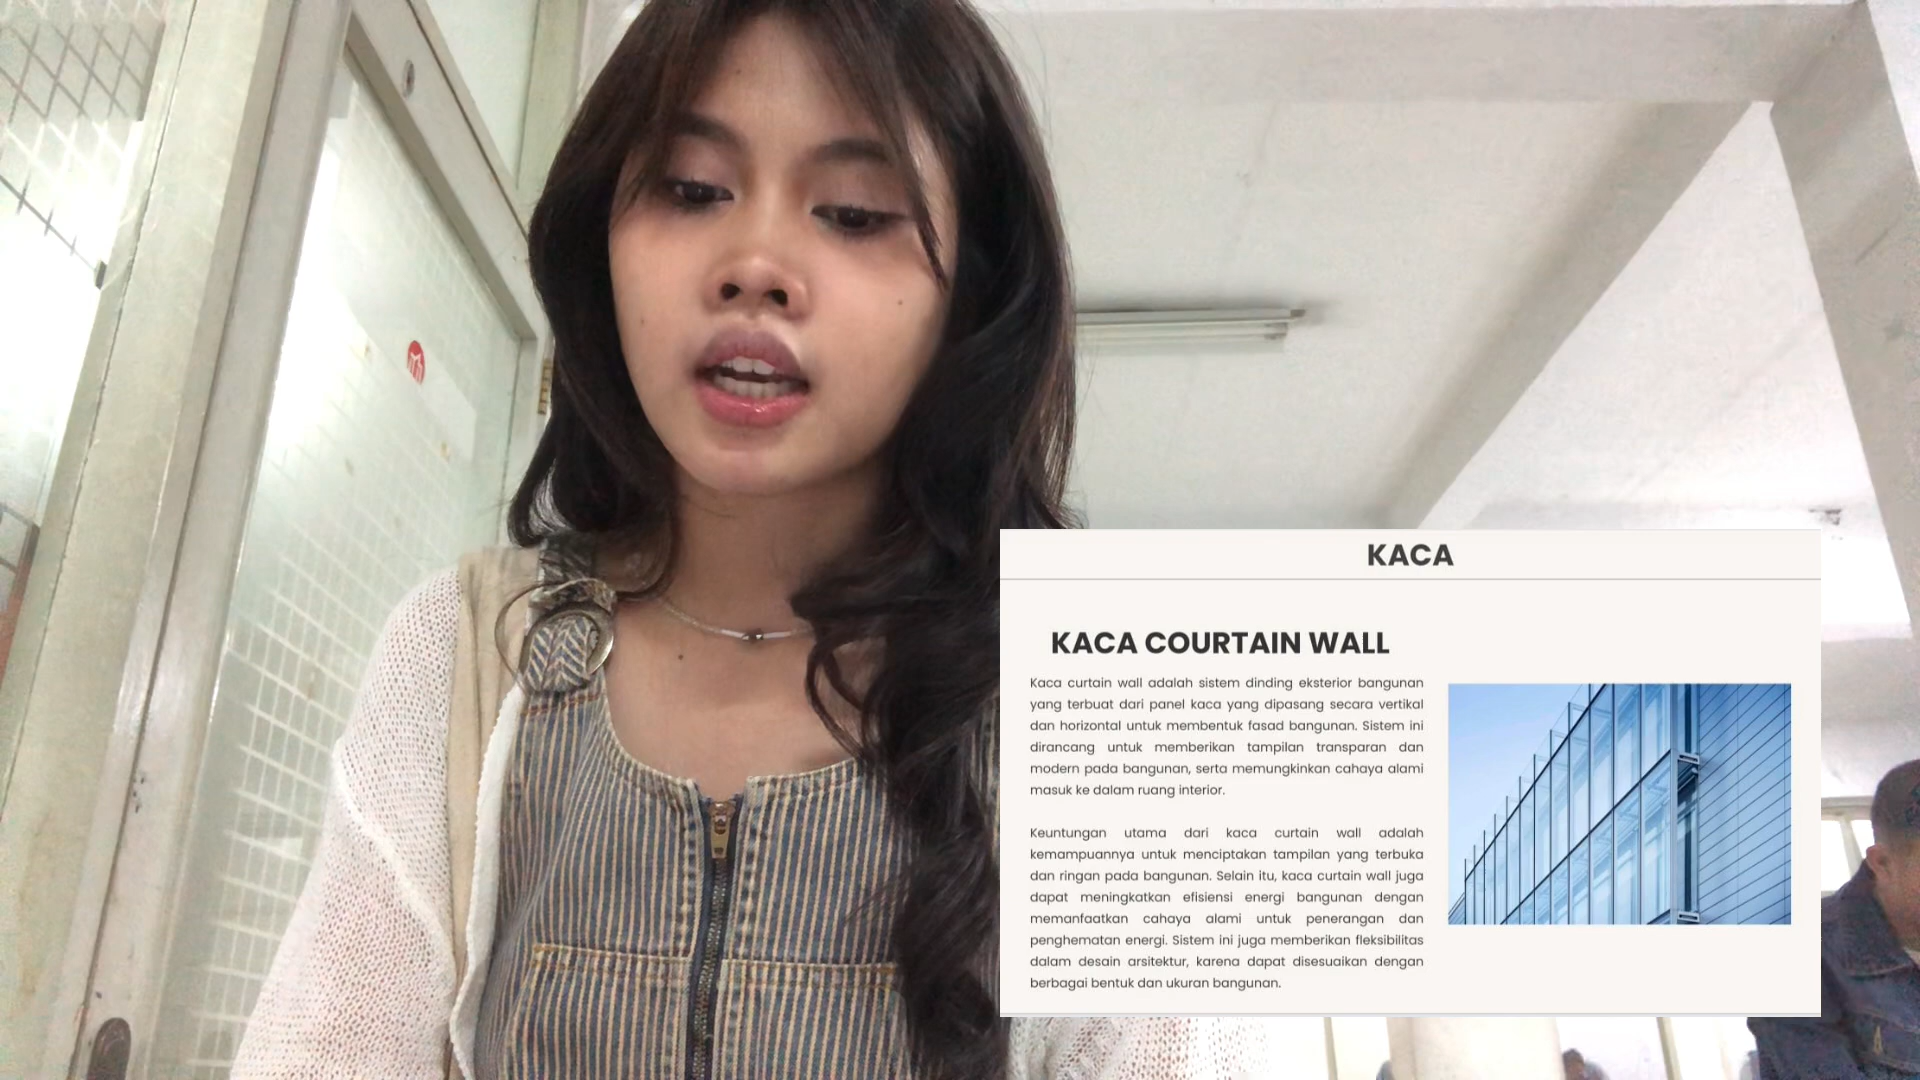 KACA
KACA COURTAIN WALL
Kaca curtain wall adalah sistem dinding eksterior bangunan
yang terbuat dari panel kaca yang dipasang secara vertikal
dan horizontal untuk membentuk fasad bangunan. Sistem ini
dirancang untuk memberikan tampilan transparan dan
modern pada bangunan, serta memungkinkan cahaya alami
masuk ke dalam ruang interior.
Keuntungan utama dari kaca curtain wall adalah
kemampuannya untuk menciptakan tampilan yang terbuka
dan ringan pada bangunan. Selain itu, kaca curtain wall juga
dapat meningkatkan efisiensi energi bangunan dengan
memanfaatkan cahaya alami untuk penerangan dan
penghematan energi. Sistem ini juga memberikan fleksibilitas
dalam desain arsitektur, karena dapat disesuaikan dengan
berbagai bentuk dan ukuran bangunan.